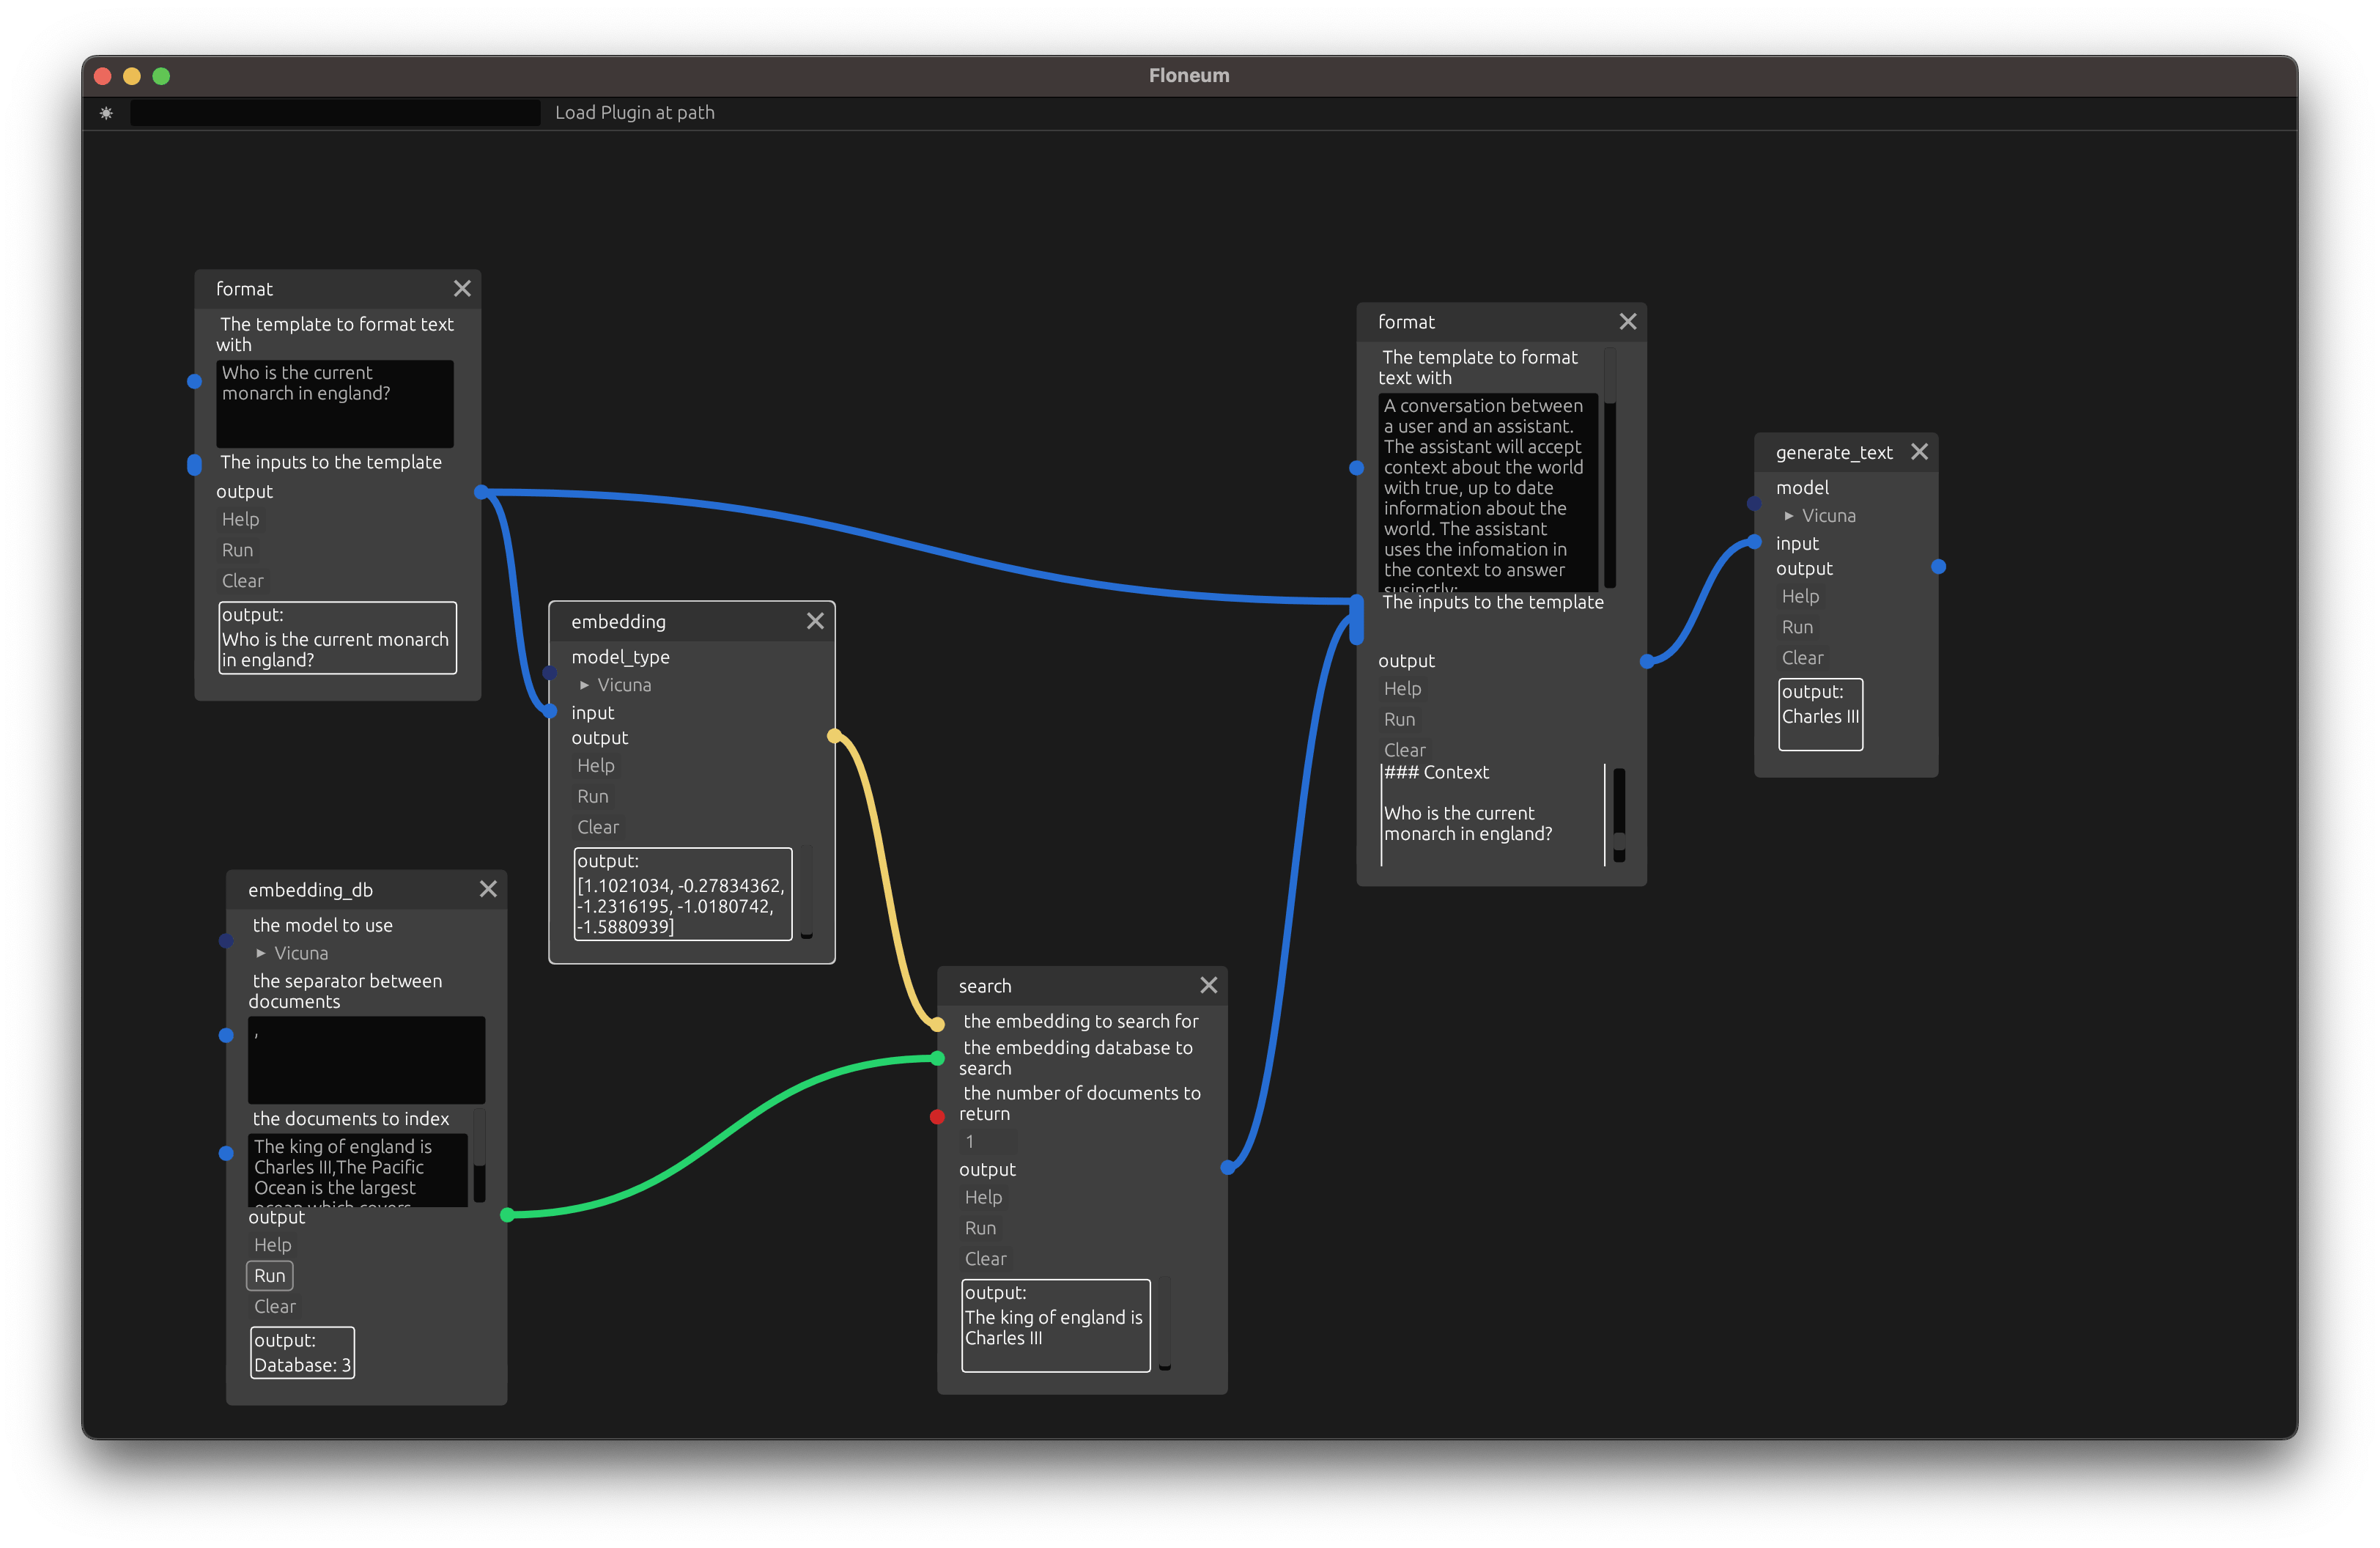 Floneum
Load Plugin at path
format
The template to format text
with
Who is the current
monarch in england?
The inputs to the template
output
Help
Run
Clear
output:
Who is the current monarch
in england?
embedding
model_type
Vicuna
input
output
Help
Run
Clear
output:
[1.1021034, -0.27834362,
-1.2316195, -1.0180742,
-1.5880939]
embedding_db
the model to use
Vicuna
the separator between
documents
,
the documents to index
The king of england is
Charles III,The Pacific
Ocean is the largest
ocean which covers
output
Help
Run
Clear
output:
Database: 3
search
the embedding to search for
the embedding database to
search
the number of documents to
return
1
output
Help
Run
Clear
output:
The king of england is
Charles III
format
The template to format
text with
A conversation between
a user and an assistant.
The assistant will accept
context about the world
with true, up to date
information about the
world. The assistant
uses the infomation in
the context to answer
susinctly:
The inputs to the template
output
Help
Run
Clear
### Context
Who is the current
monarch in england?
generate_text
model
Vicuna
input
output
Help
Run
Clear
output:
Charles III